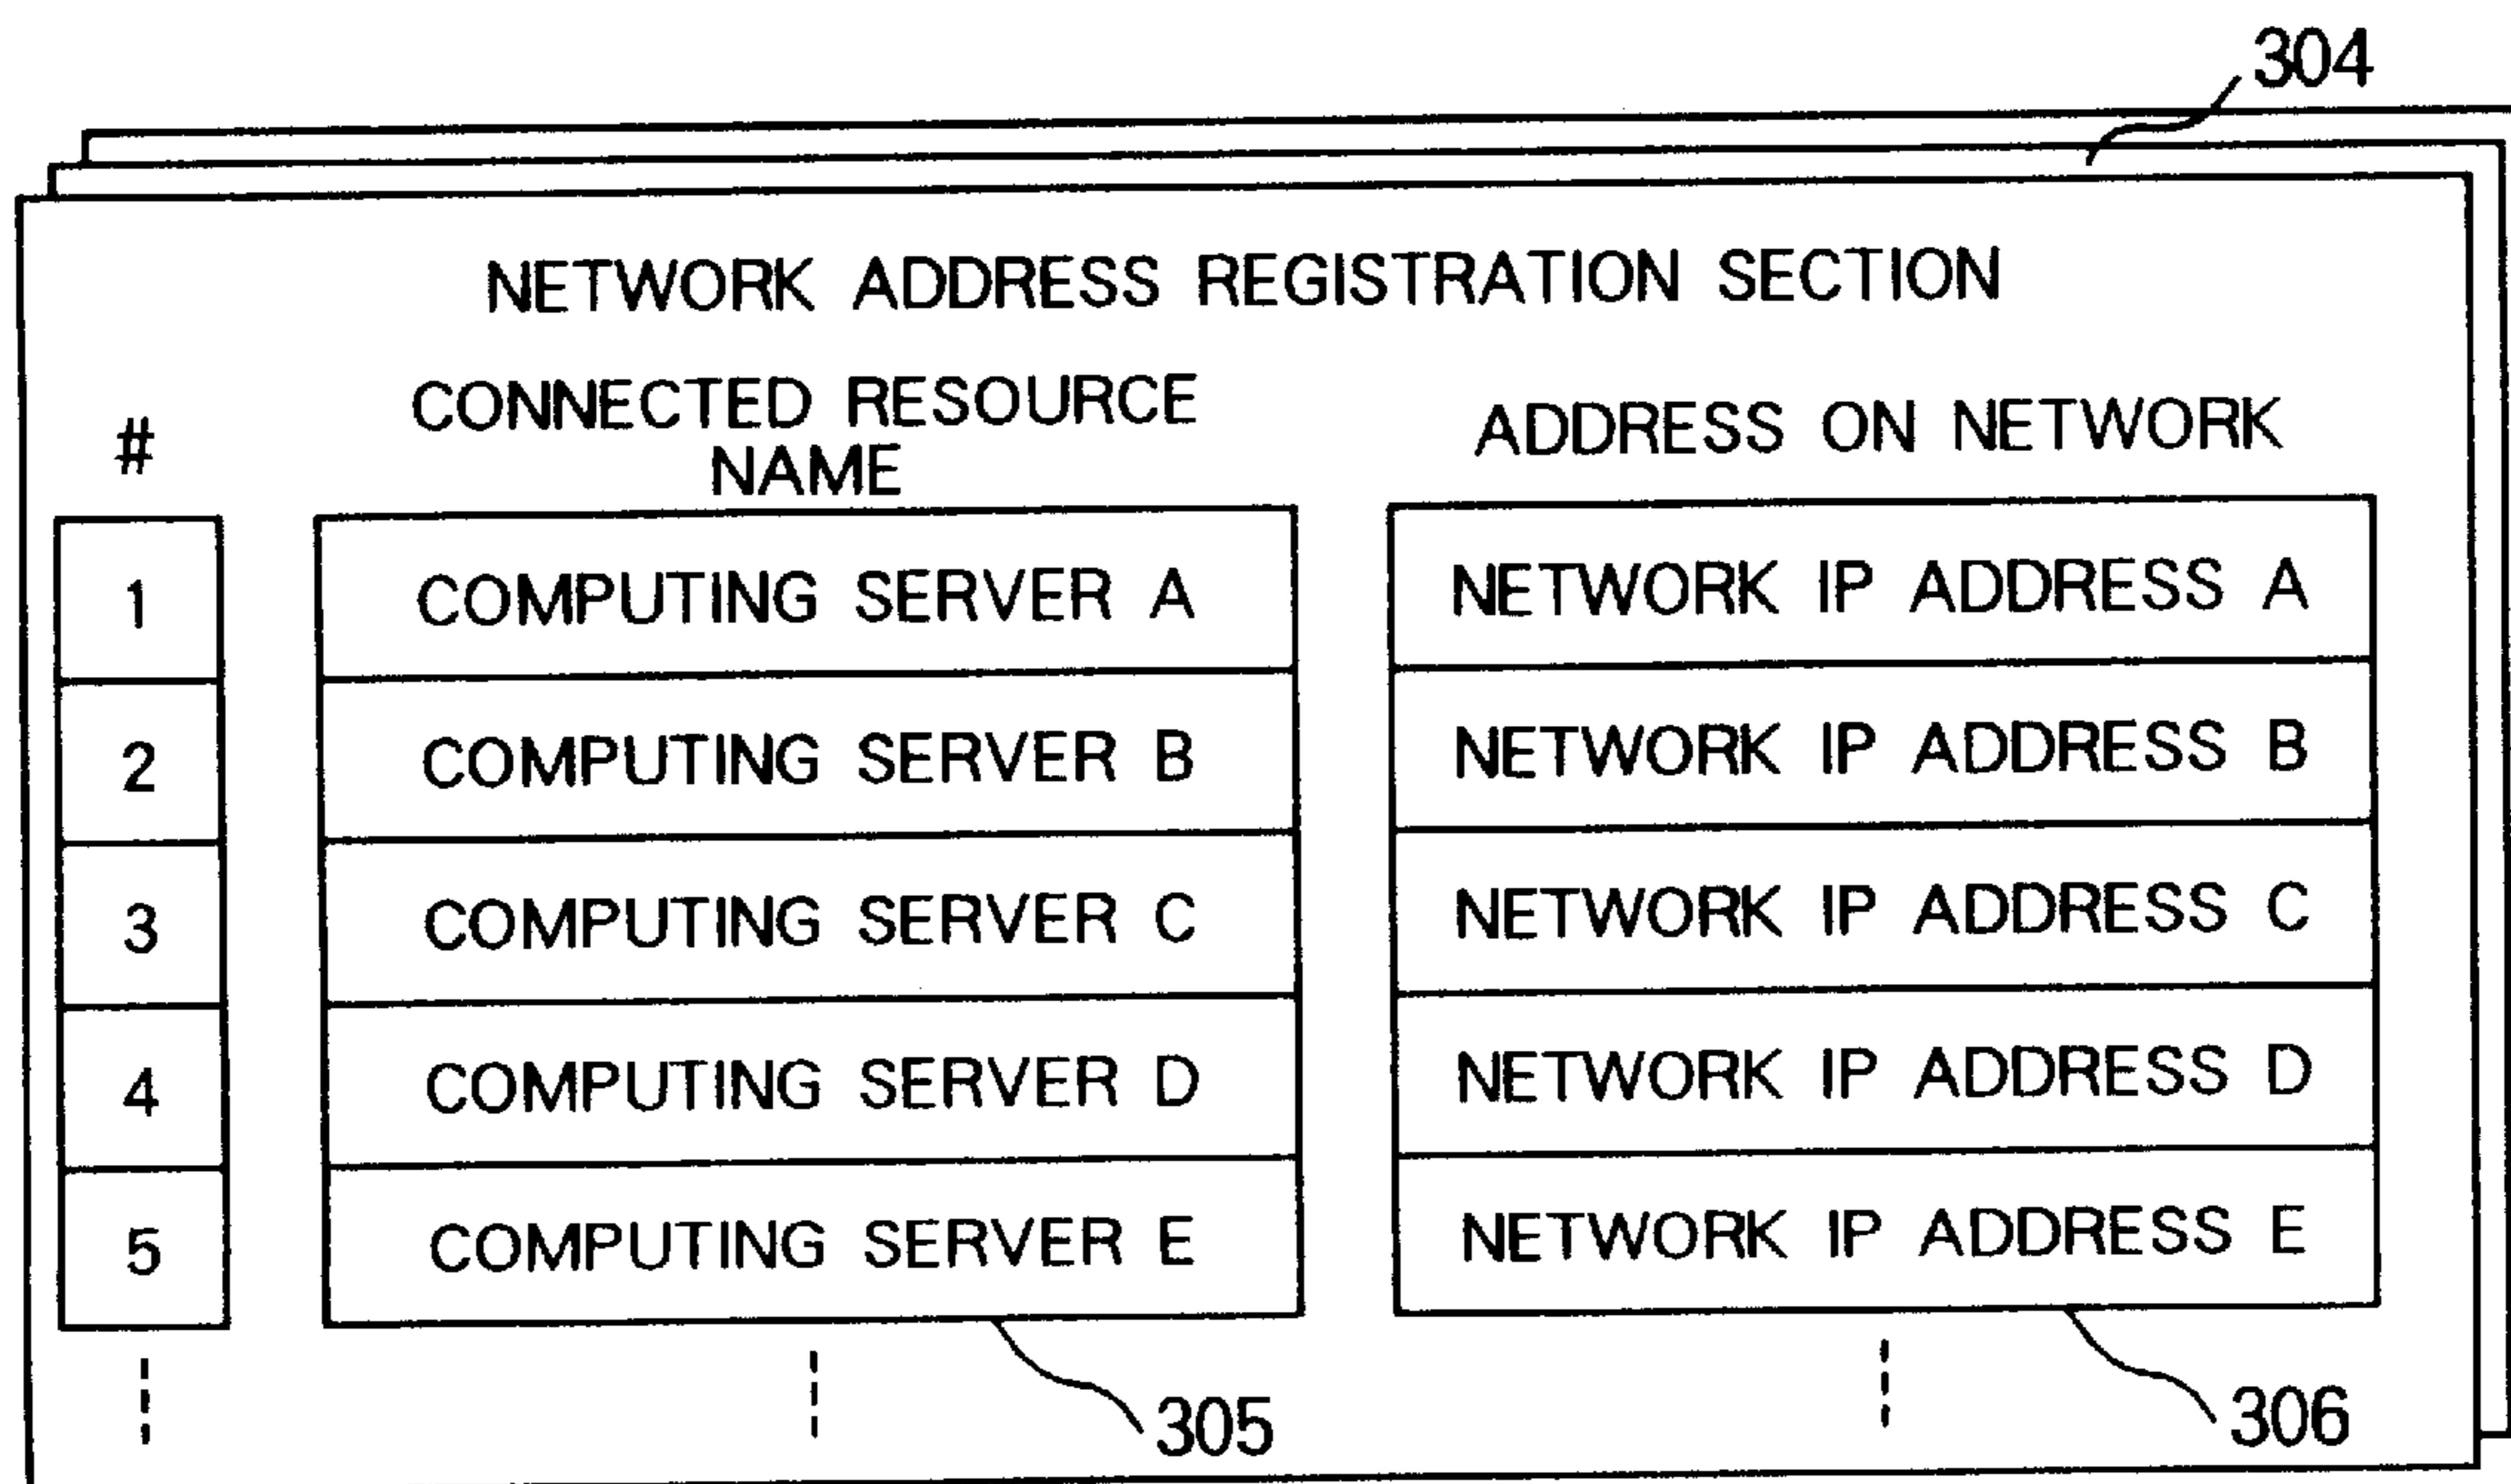 304
NETWORK ADDRESS REGISTRATION SECTION
#
CONNECTED RESOURCE
NAME
ADDRESS ON NETWORK
1
COMPUTING SERVER A
NETWORK IP ADDRESS A
2
COMPUTING SERVER B
NETWORK IP ADDRESS B
3
COMPUTING SERVER C
NETWORK IP ADDRESS C
4
COMPUTING SERVER D
NETWORK IP ADDRESS D
5
COMPUTING SERVER E
NETWORK IP ADDRESS E
305
306